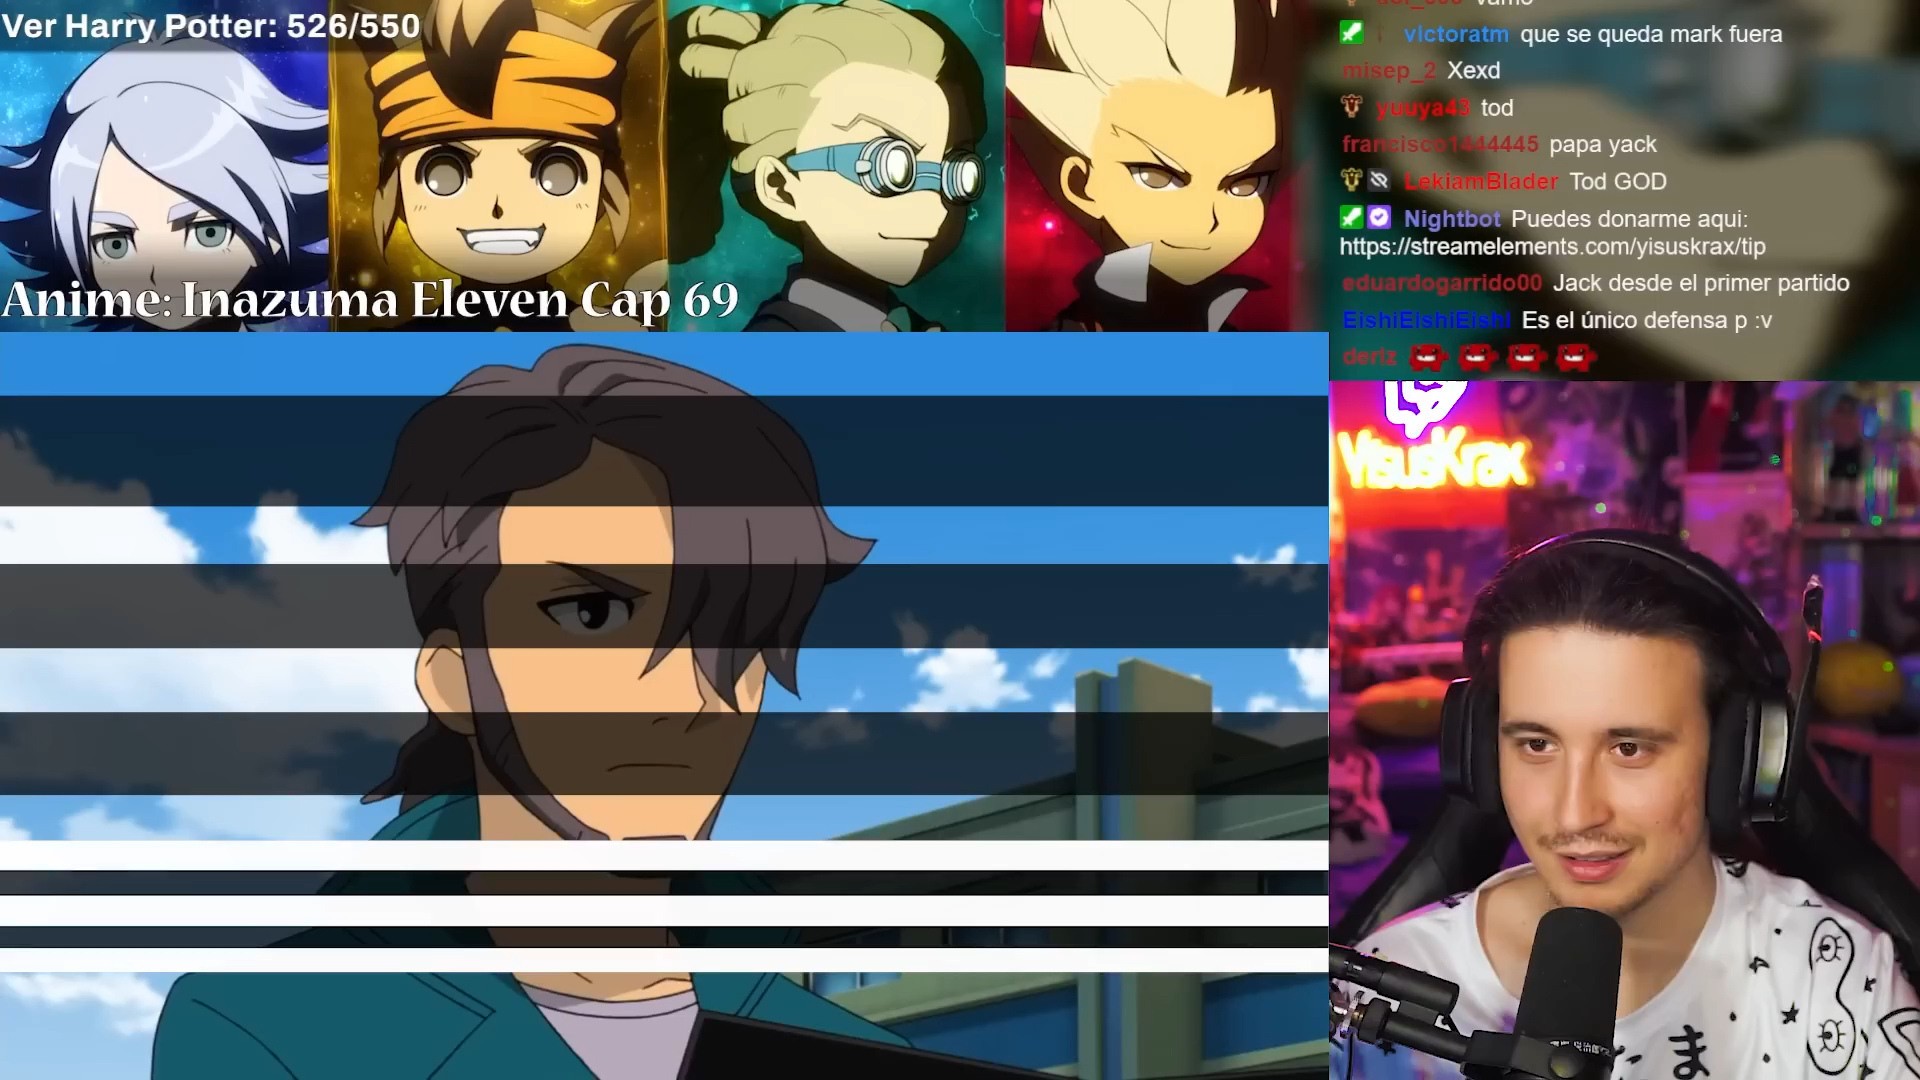 Ver Harry Potter: 526/550
Anime: Inazuma Eleven Cap 69
vamo
victoratm que se queda mark fuera
misep_2 Xexd
yuuya43 tod
francisco1444445 papa yack
LekiamBlader Tod GOD
Nightbot Puedes donarme aqui:
https://streamelements.com/yisuskrax/tip
eduardogarrido00 Jack desde el primer partido
EishiEishiEishi Es el único defensa p :v
deriz
YisusKrax
ま